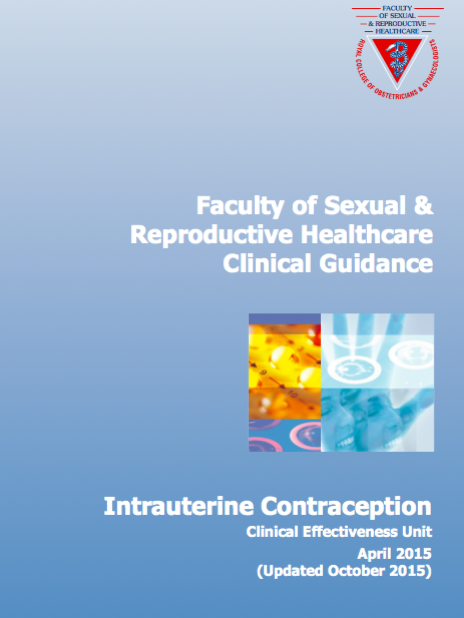 FACULTY
OF SEXUAL
& REPRODUCTIVE
HEALTHCARE
ROYAL COLLEGE OF OBSTETRICIANS & GYNAECOLOGISTS
Faculty of Sexual &
Reproductive Healthcare
Clinical Guidance
Intrauterine Contraception
Clinical Effectiveness Unit
April 2015
(Updated October 2015)